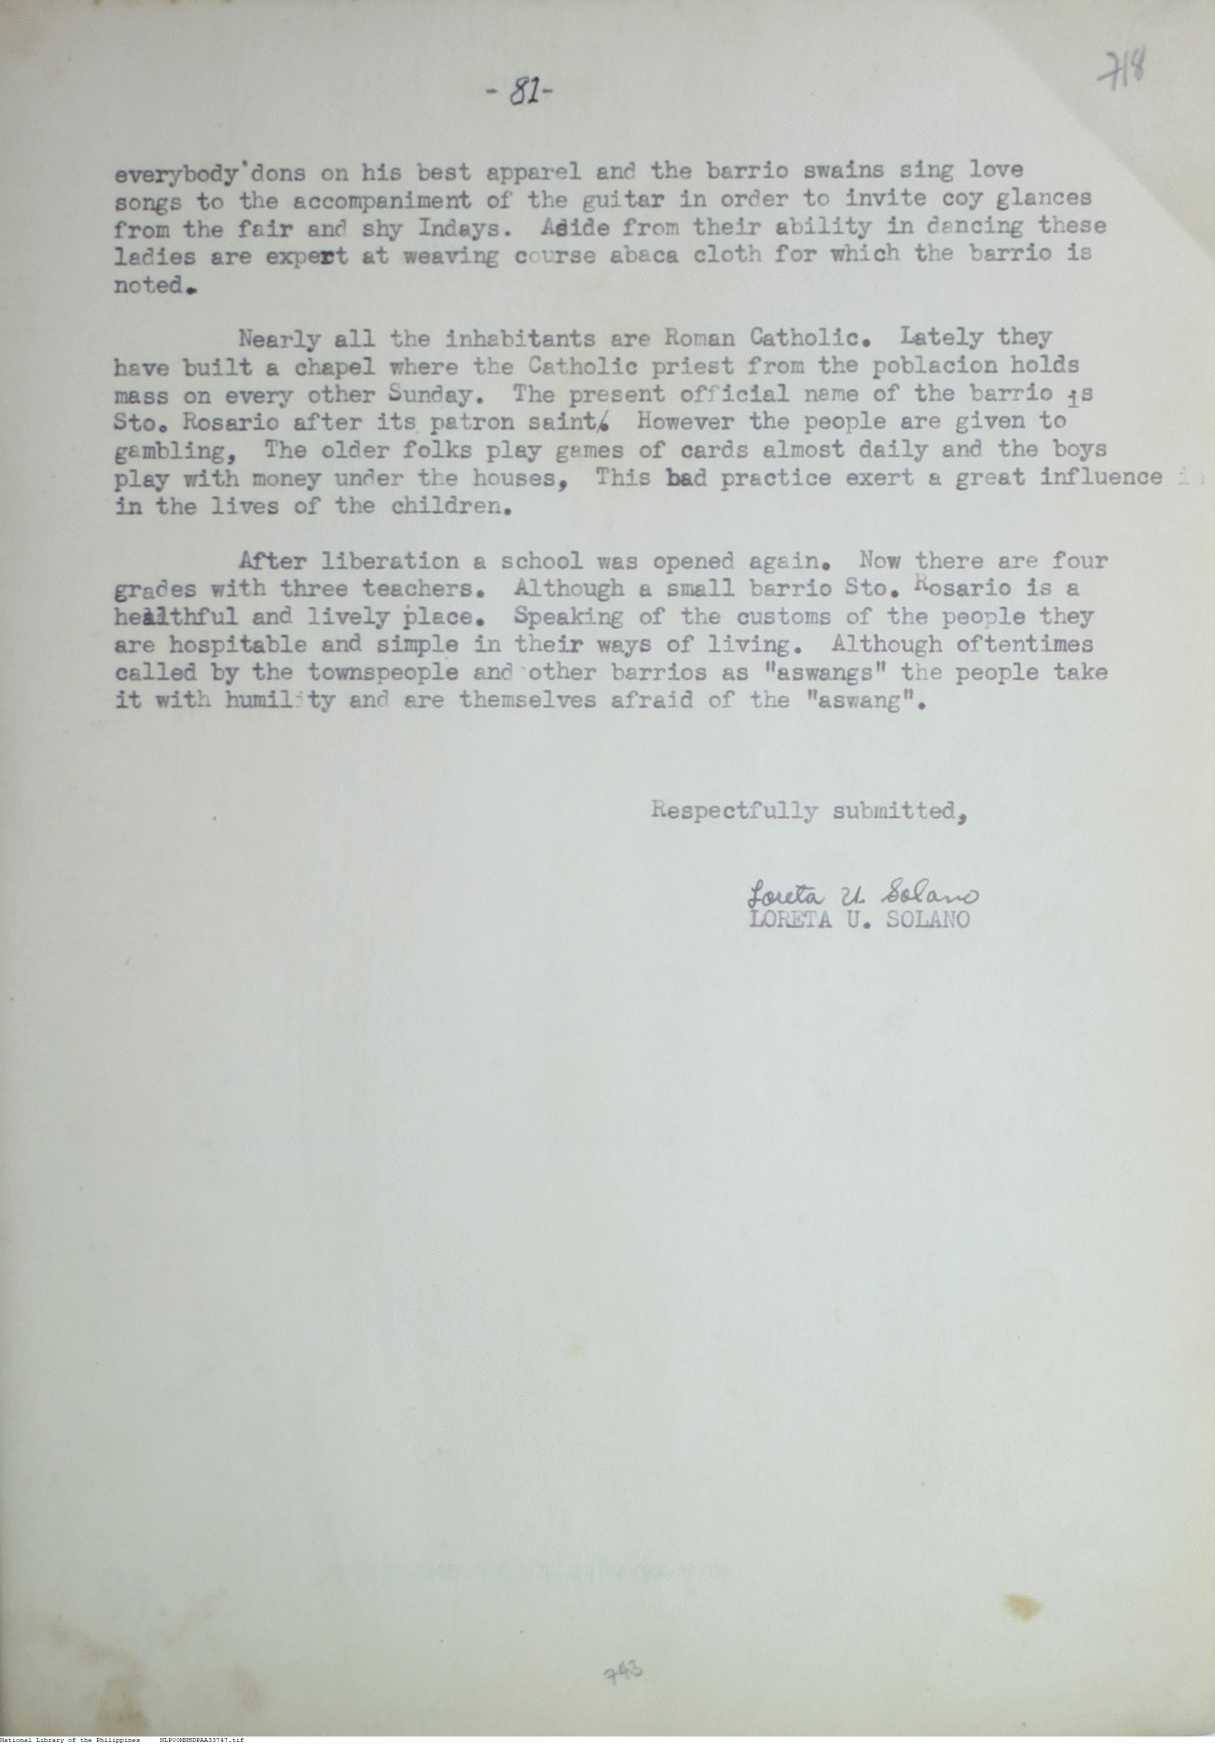 718
- 81-
everybody dons on his best apparel and the barrio swains sing love
songs to the accompaniment of the guitar in order to invite coy glances
from the fair and shy Indays. Aside from their ability in dancing these
ladies are expert at weaving course abaca cloth for which the barrio is
noted.
Nearly all the inhabitants are Roman Catholic. Lately they
have built a chapel where the Catholic priest from the poblacion holds
mass on every other Sunday. The present official name of the barrio is
Sto. Rosario after its patron saint. However the people are given to
gambling, The older folks play games of cards almost daily and the boys
play with money under the houses, This bad practice exert a great influence
in the lives of the children.
After liberation a school was opened again. Now there are four
grades with three teachers. Although a small barrio Sto. Rosario is a
healthful and lively place. Speaking of the customs of the people they
are hospitable and simple in their ways of living. Although oftentimes
called by the townspeople and other barrios as "aswangs" the people take
it with humility and are themselves afraid of the "aswang".
Respectfully submitted,
Loreta U. Solano
LORETA U. SOLANO
743
National Library of the Philippines